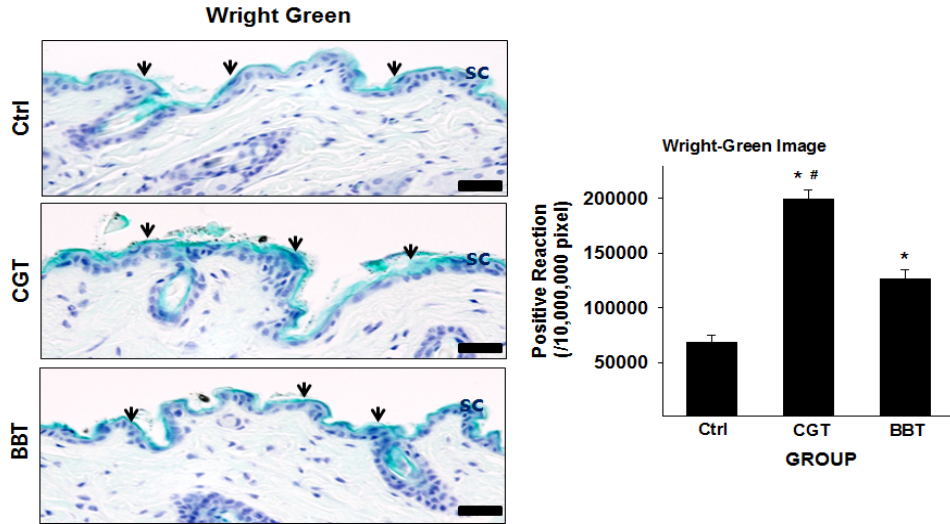 Wright Green
Ctrl
SC
CGT
SC
BBT
SC
Wright-Green Image
Positive Reaction
(/10,000,000 pixel)
200000
150000
100000
50000
* #
*
Ctrl CGT BBT
GROUP